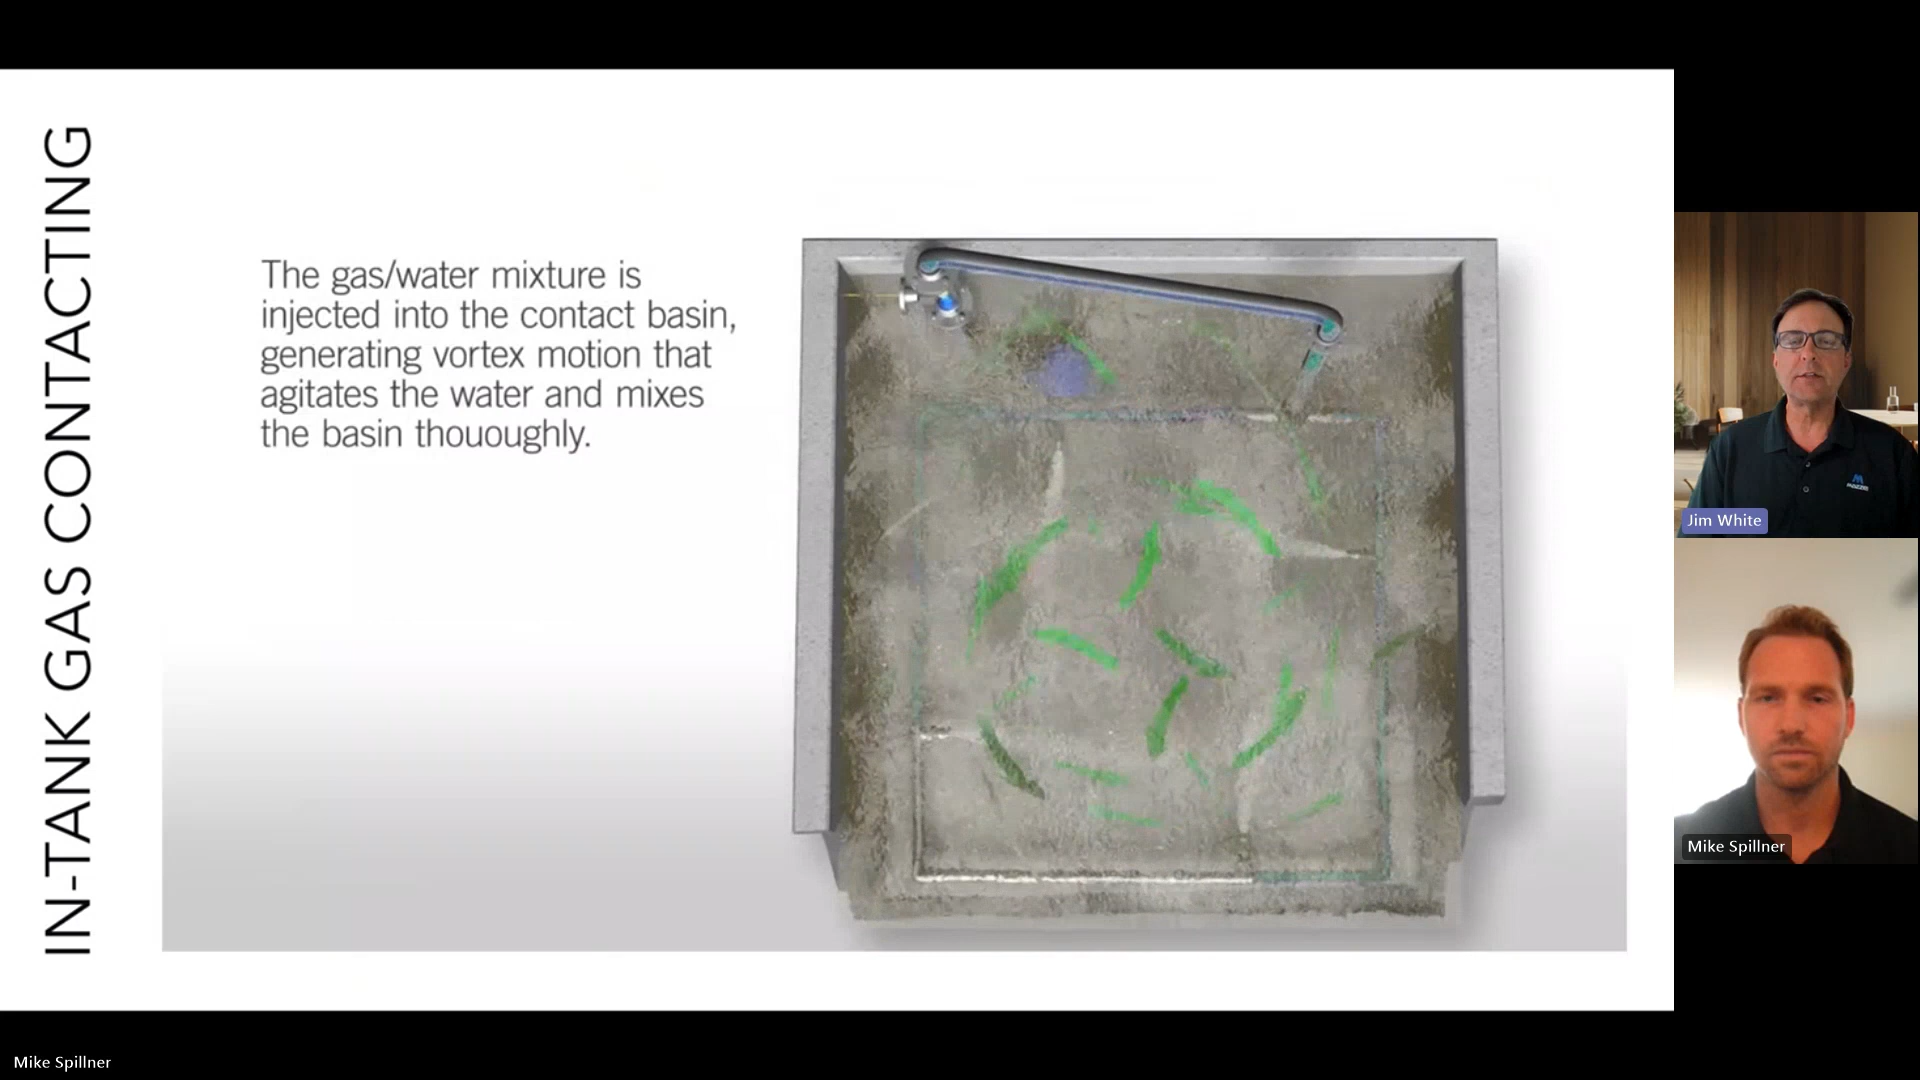 IN-TANK GAS CONTACTING
The gas/water mixture is
injected into the contact basin,
generating vortex motion that
agitates the water and mixes
the basin thououghly.
MAZZEI
Jim White
Mike Spillner
Mike Spillner